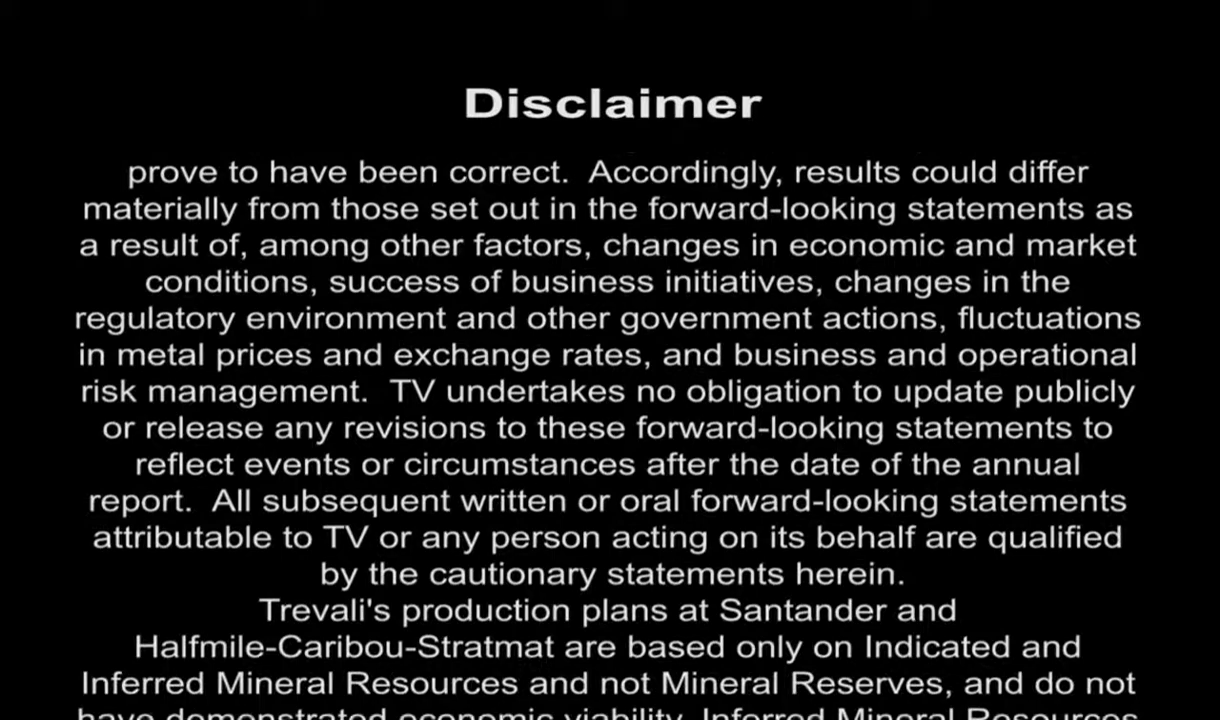 Disclaimer
prove to have been correct.  Accordingly, results could differ
materially from those set out in the forward-looking statements as
a result of, among other factors, changes in economic and market
conditions, success of business initiatives, changes in the
regulatory environment and other government actions, fluctuations
in metal prices and exchange rates, and business and operational
risk management.  TV undertakes no obligation to update publicly
or release any revisions to these forward-looking statements to
reflect events or circumstances after the date of the annual
report.  All subsequent written or oral forward-looking statements
attributable to TV or any person acting on its behalf are qualified
by the cautionary statements herein.
Trevali's production plans at Santander and
Halfmile-Caribou-Stratmat are based only on Indicated and
Inferred Mineral Resources and not Mineral Reserves, and do not
have demonstrated economic viability. Inferred Mineral Resources